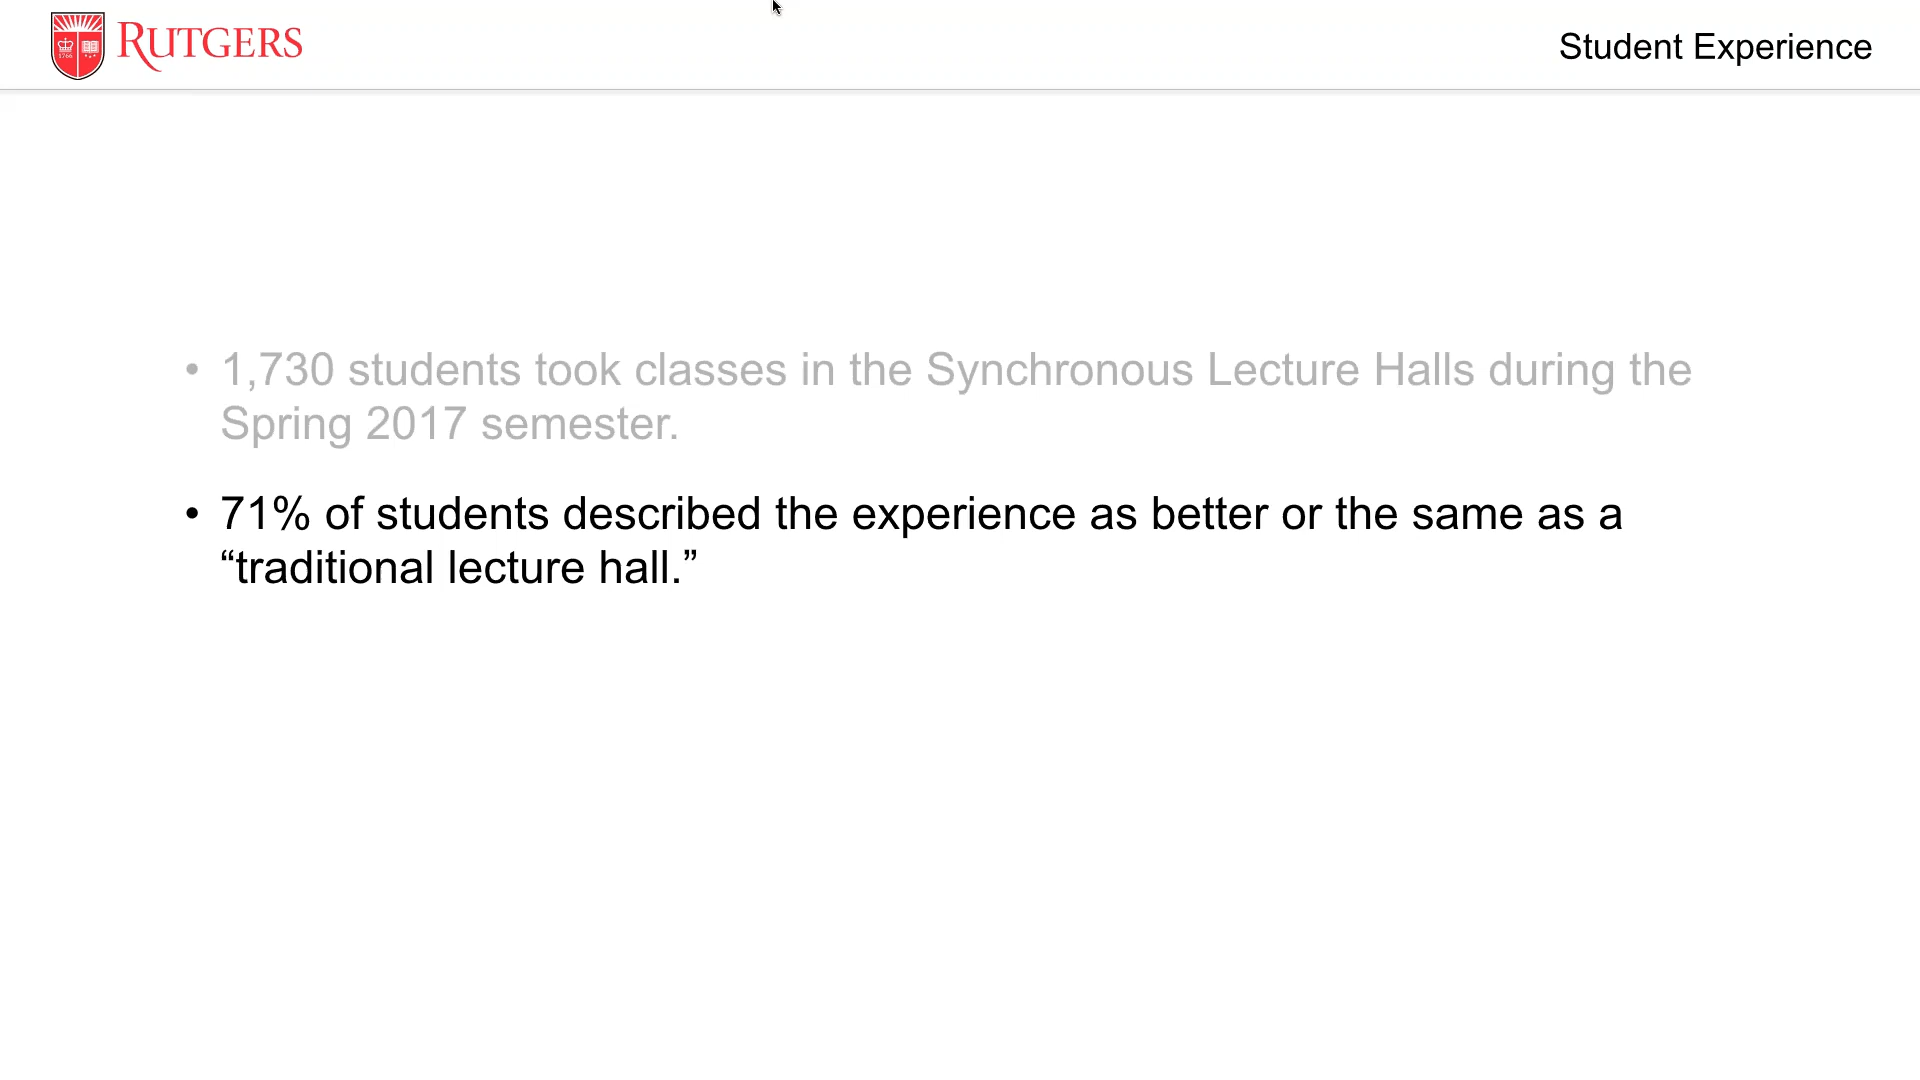 RUTGERS
Student Experience
• 1,730 students took classes in the Synchronous Lecture Halls during the
Spring 2017 semester.
• 71% of students described the experience as better or the same as a
“traditional lecture hall.”
1766